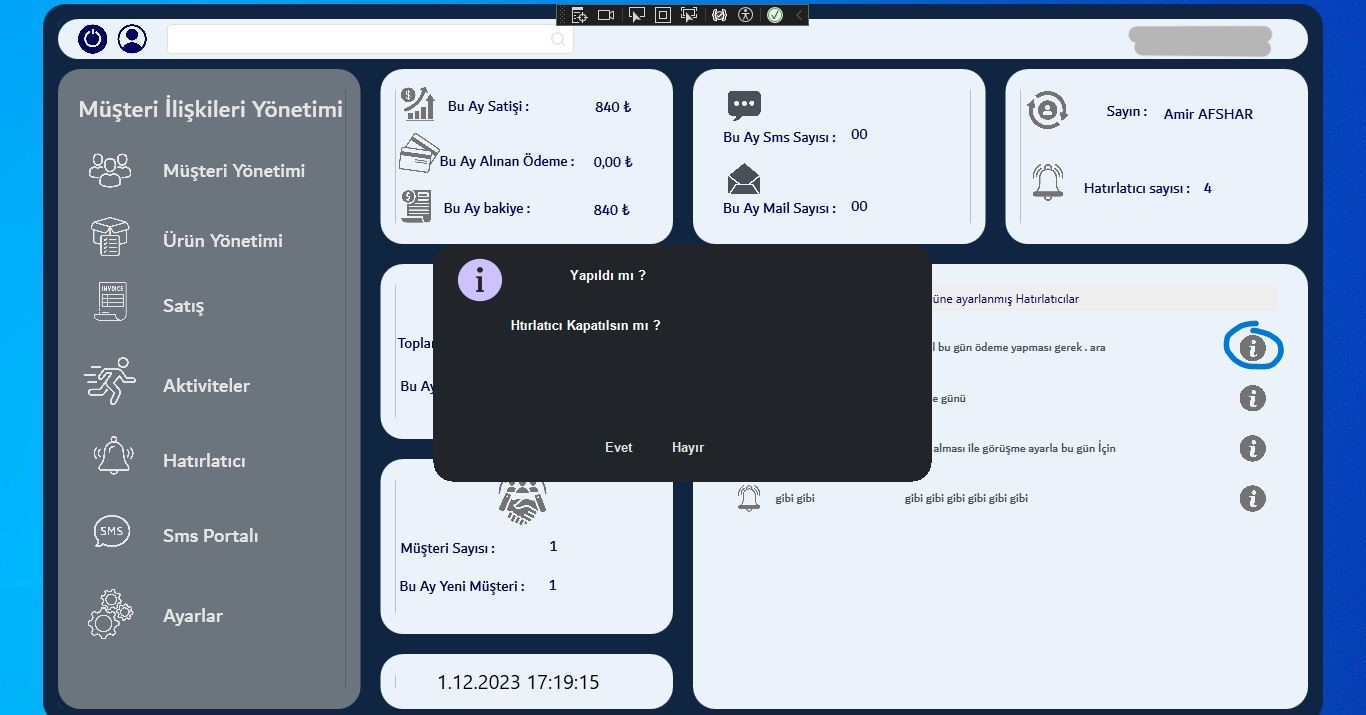 Müşteri İlişkileri Yönetimi
Müşteri Yönetimi
Ürün Yönetimi
INVOICE
Satış
Aktiviteler
Hatırlatıcı
SMS
Sms Portalı
Ayarlar
Bu Ay Satişi : 840 ₺
Bu Ay Alınan Ödeme : 0,00 ₺
Bu Ay bakiye : 840 ₺
Bu Ay Sms Sayısı : 00
Bu Ay Mail Sayısı : 00
Sayın : Amir AFSHAR
Hatırlatıcı sayısı : 4
Yapıldı mı ?
Htırlatıcı Kapatılsın mı ?
Evet Hayır
Bu Ay
üne ayarlanmış Hatırlatıcılar
bu gün ödeme yapması gerek . ara
günü
alması ile görüşme ayarla bu gün İçin
gibi gibi gibi gibi gibi gibi gibi gibi
Müşteri Sayısı : 1
Bu Ay Yeni Müşteri : 1
1.12.2023 17:19:15